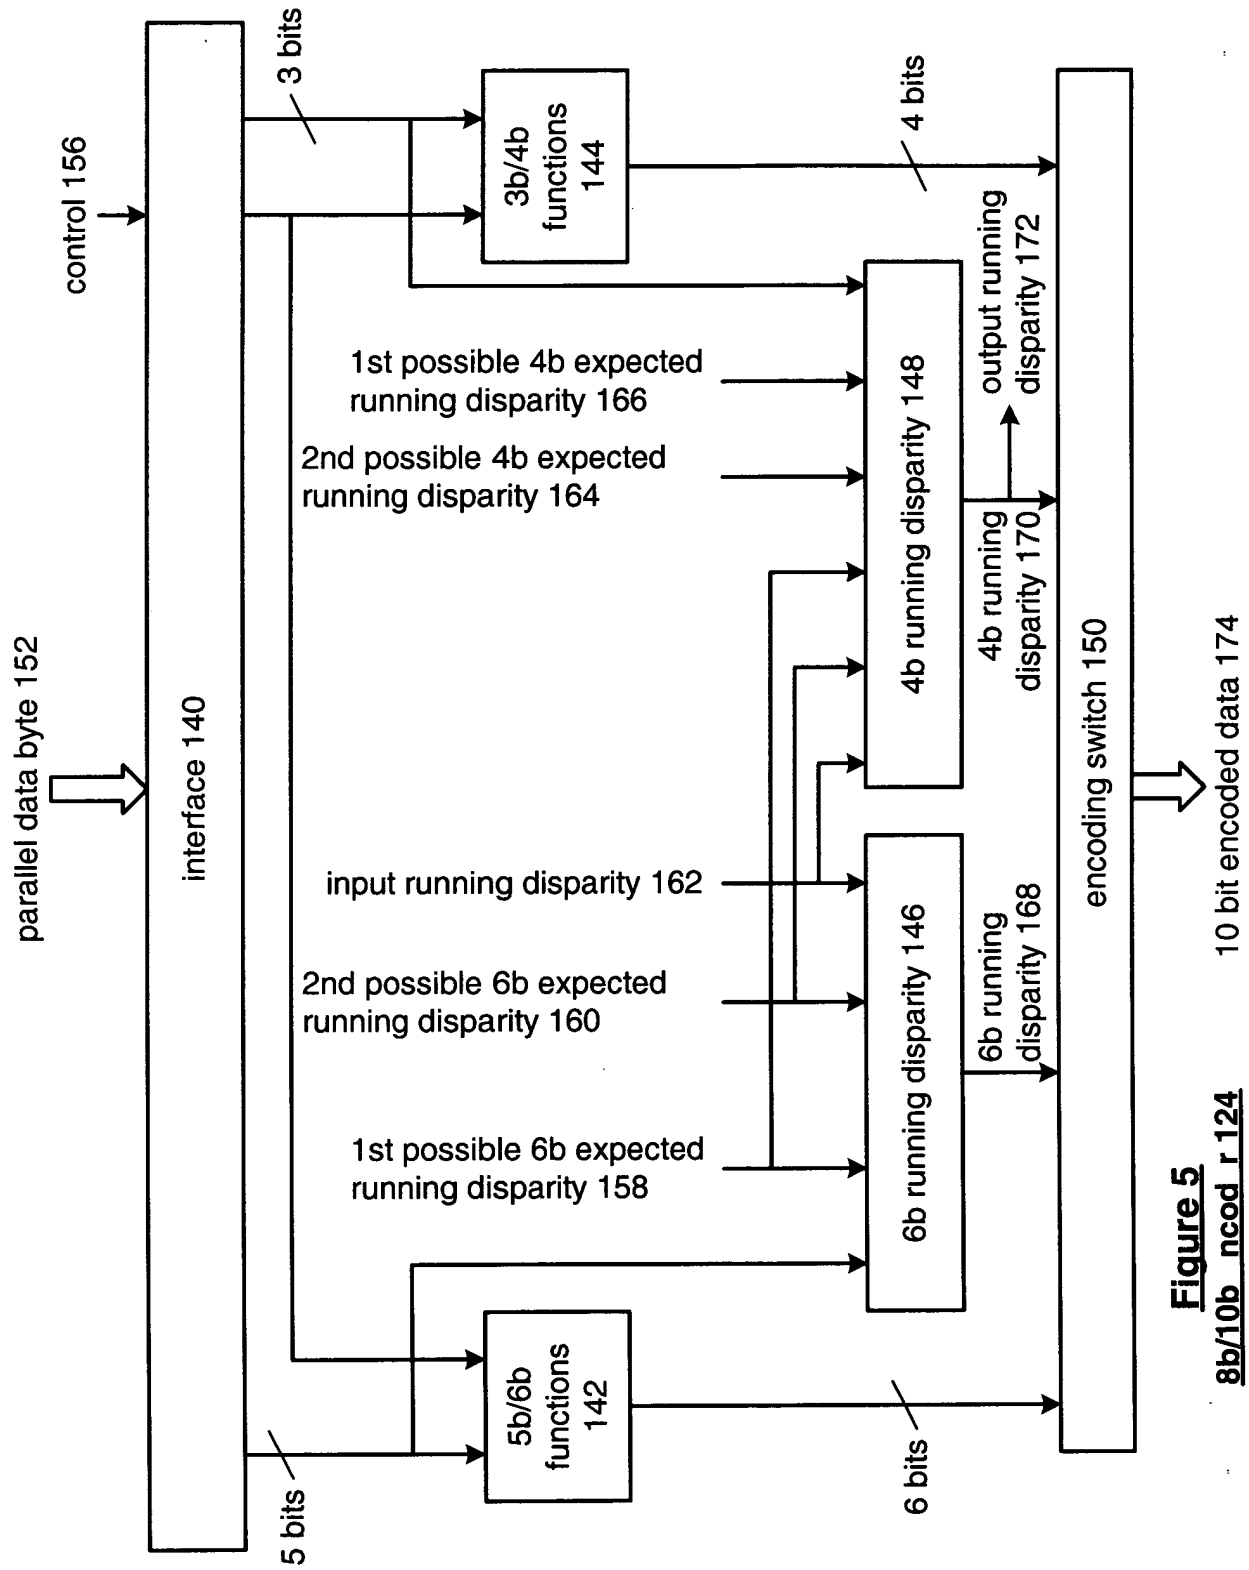 parallel data byte 152
control 156
interface 140
5 bits
3 bits
5b/6b
functions
142
3b/4b
functions
144
1st possible 6b expected
running disparity 158
2nd possible 6b expected
running disparity 160
input running disparity 162
2nd possible 4b expected
running disparity 164
1st possible 4b expected
running disparity 166
6b running disparity 146
4b running disparity 148
6 bits
6b running
disparity 168
4b running
disparity 170
output running
disparity 172
4 bits
encoding switch 150
10 bit encoded data 174
Figure 5
8b/10b ncod r 124